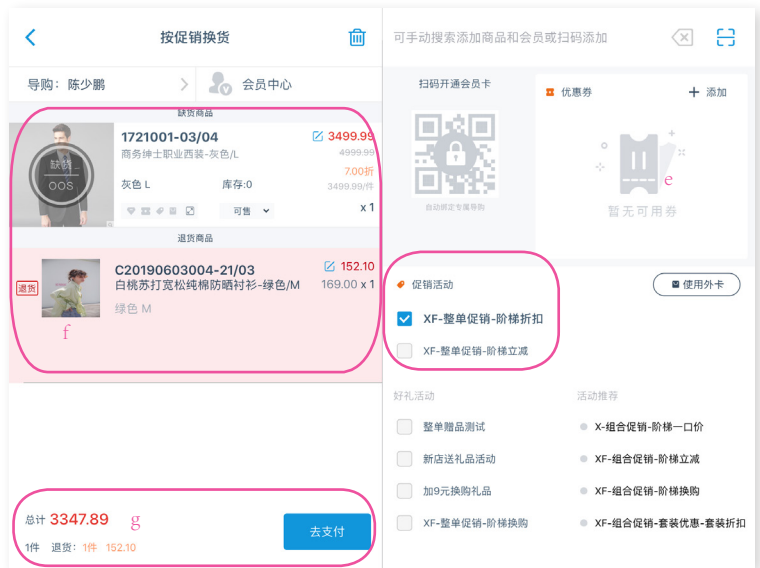 按促销换货
导购：陈少鹏
会员中心
缺货商品
缺货
OOS
1721001-03/04
3499.99
商务绅士职业西装-灰色/L
4999.99
7.00折
灰色 L
库存:0
3499.99/件
可售
x 1
退货商品
退货
C20190603004-21/03
152.10
白桃苏打宽松纯棉防晒衬衫-绿色/M
169.00 x 1
绿色 M
f
总计 3347.89
g
1件 退货：1件 152.10
去支付
可手动搜索添加商品和会员或扫码添加
扫码开通会员卡
自动绑定专属导购
优惠券
添加
e
暂无可用券
促销活动
使用外卡
XF-整单促销-阶梯折扣
XF-整单促销-阶梯立减
好礼活动
活动推荐
整单赠品测试
X-组合促销-阶梯一口价
新店送礼品活动
XF-组合促销-阶梯立减
加9元换购礼品
XF-组合促销-阶梯换购
XF-整单促销-阶梯换购
XF-组合促销-套装优惠-套装折扣